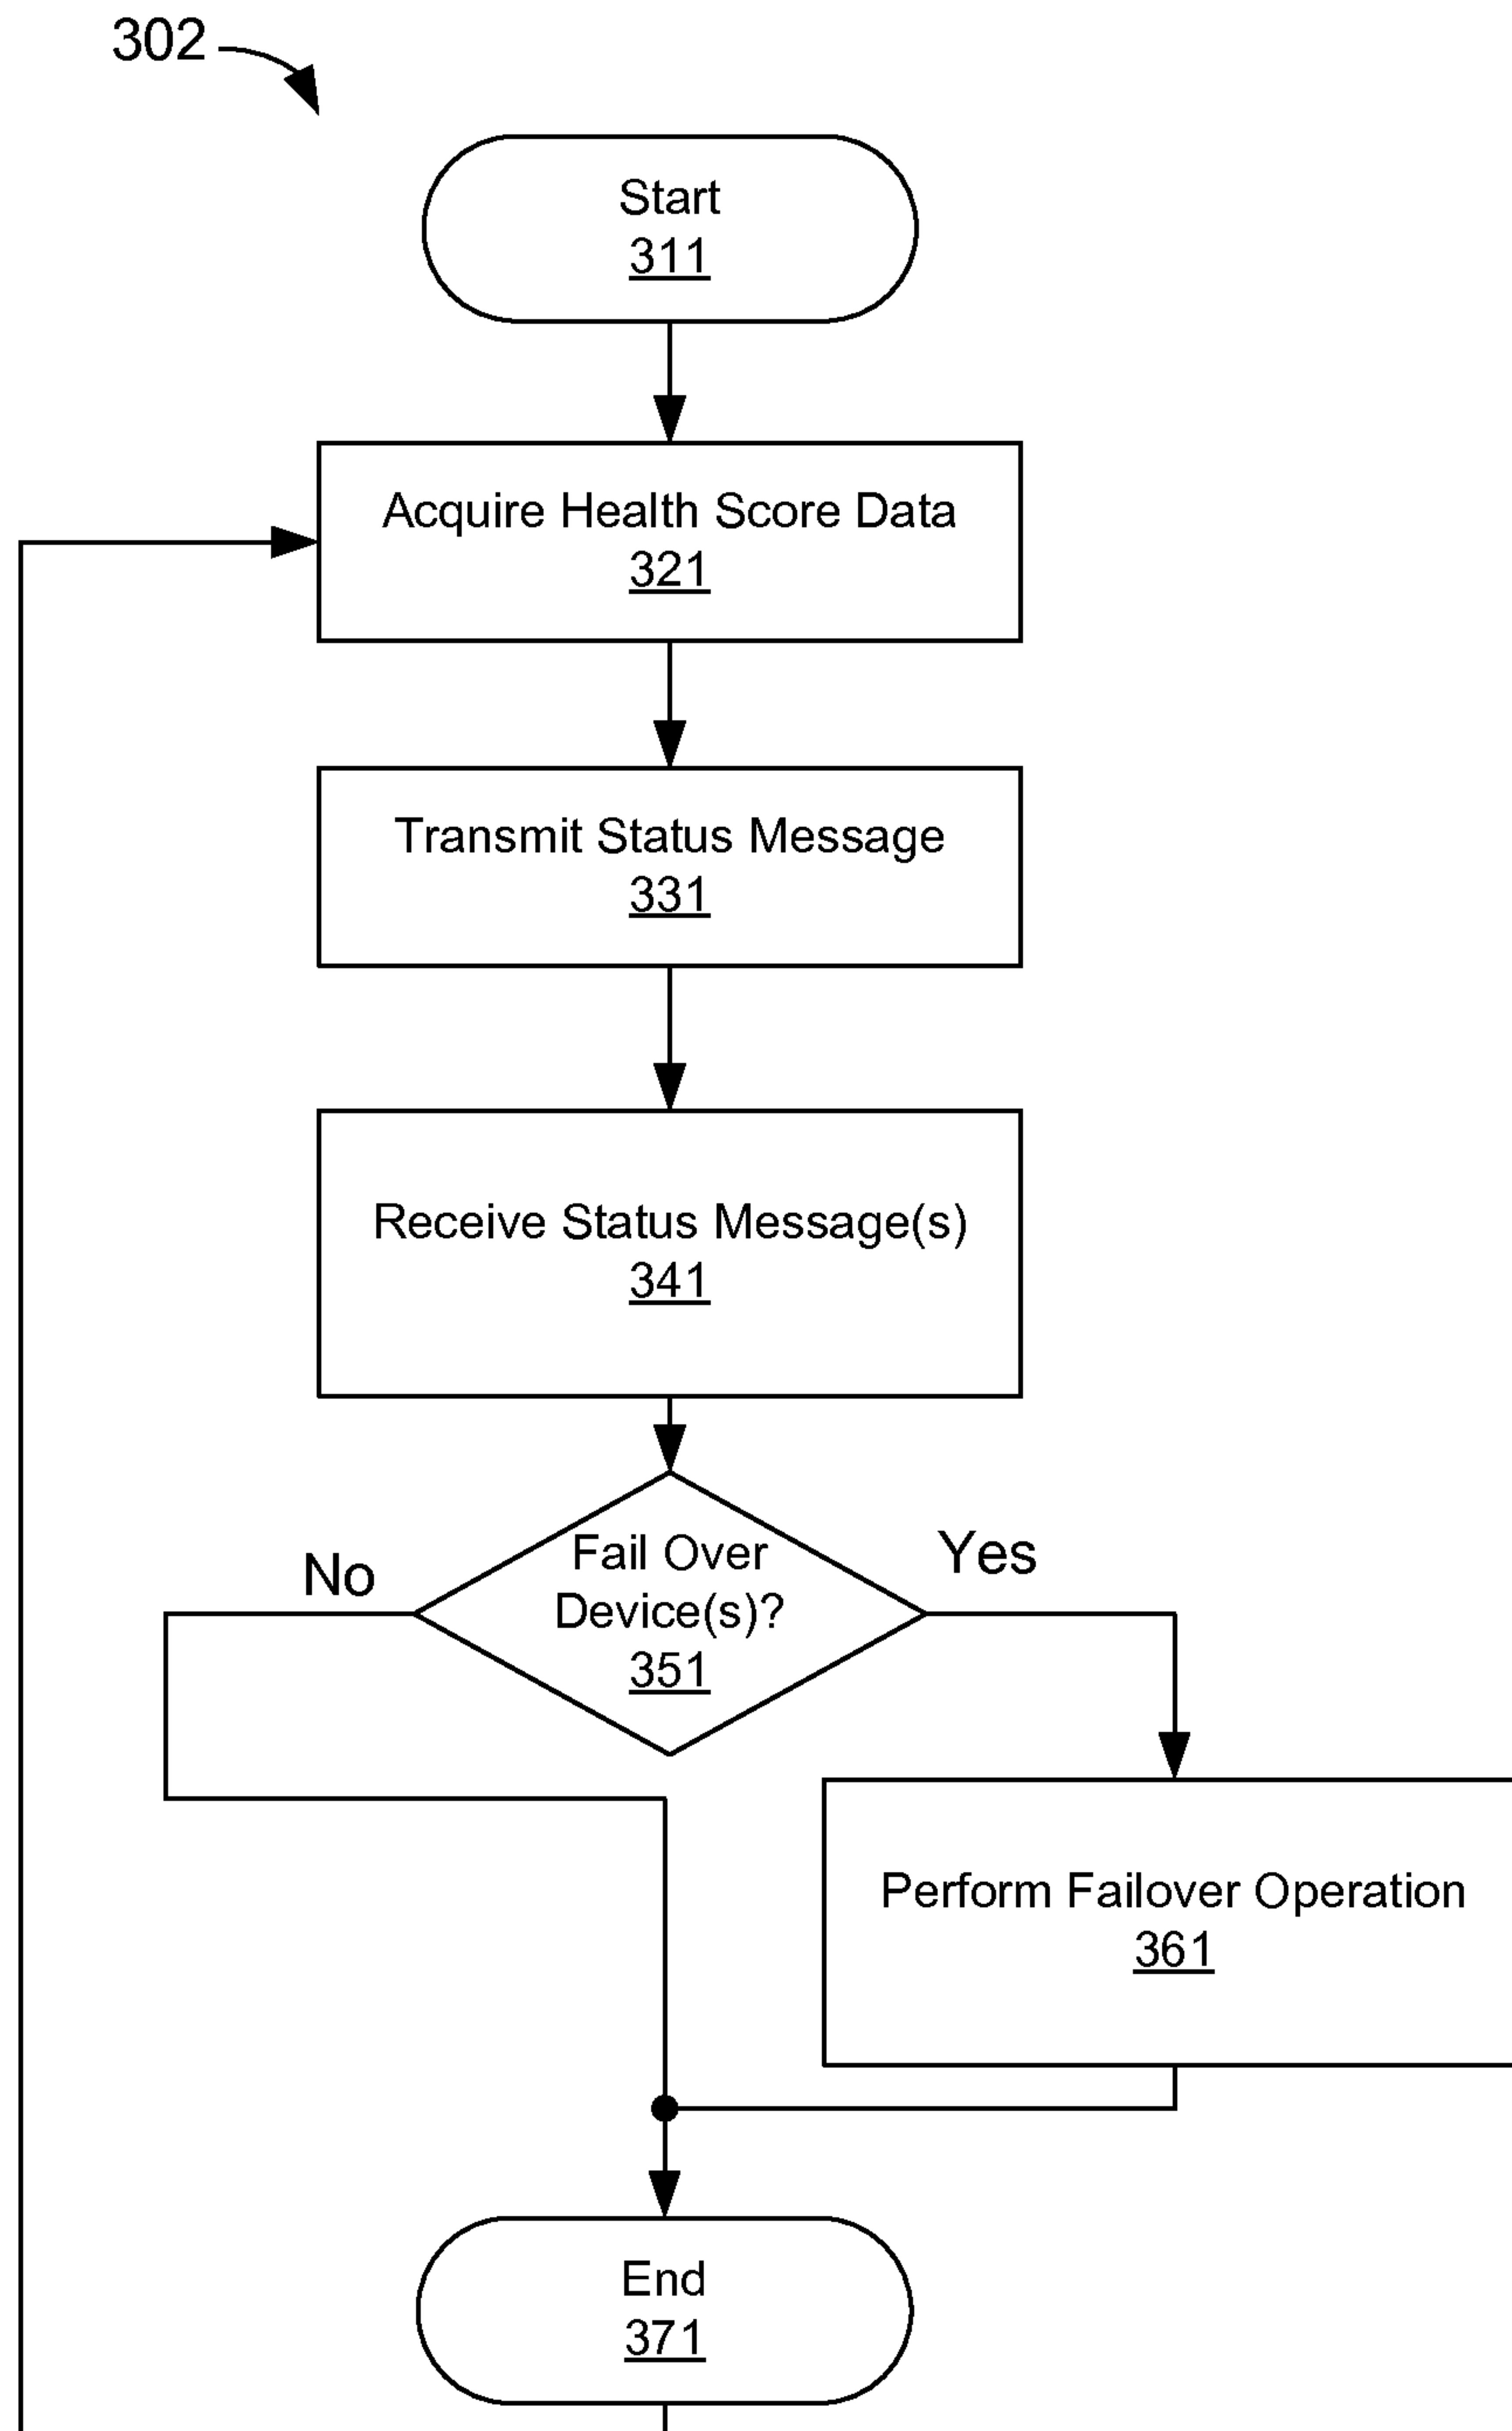 302
Start
311
Acquire Health Score Data
321
Transmit Status Message
331
Receive Status Message(s)
341
Fail Over
Device(s)?
351
No
Yes
Perform Failover Operation
361
End
371